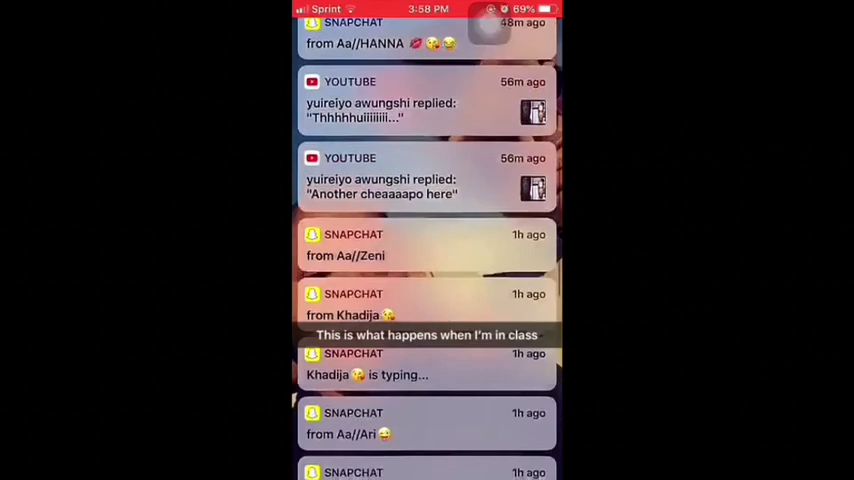 Sprint 3:58 PM 69%
SNAPCHAT 48m ago
from Aa//HANNA 💋😘😂
YOUTUBE 56m ago
yuireiyo awungshi replied:
"Thhhhhuiiiiiiii..."
YOUTUBE 56m ago
yuireiyo awungshi replied:
"Another cheaaaapo here"
SNAPCHAT 1h ago
from Aa//Zeni
SNAPCHAT 1h ago
from Khadija😘
This is what happens when I'm in class
SNAPCHAT 1h ago
Khadija😘 is typing...
SNAPCHAT 1h ago
from Aa//Ari😜
SNAPCHAT 1h ago